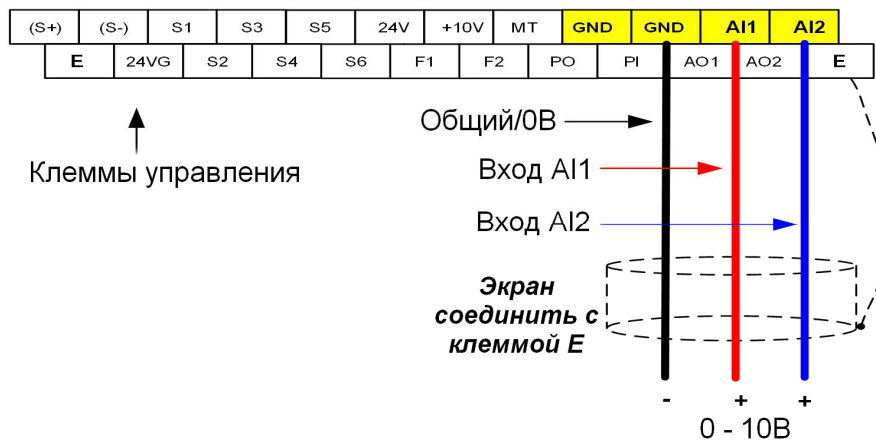 (S+) (S-) S1 S3 S5 24V +10V MT GND GND AI1 AI2
E 24VG S2 S4 S6 F1 F2 PO PI AO1 AO2 E
Общий/0В
Клеммы управления
Вход AI1
Вход AI2
Экран
соединить с
клеммой E
- + +
0 - 10В